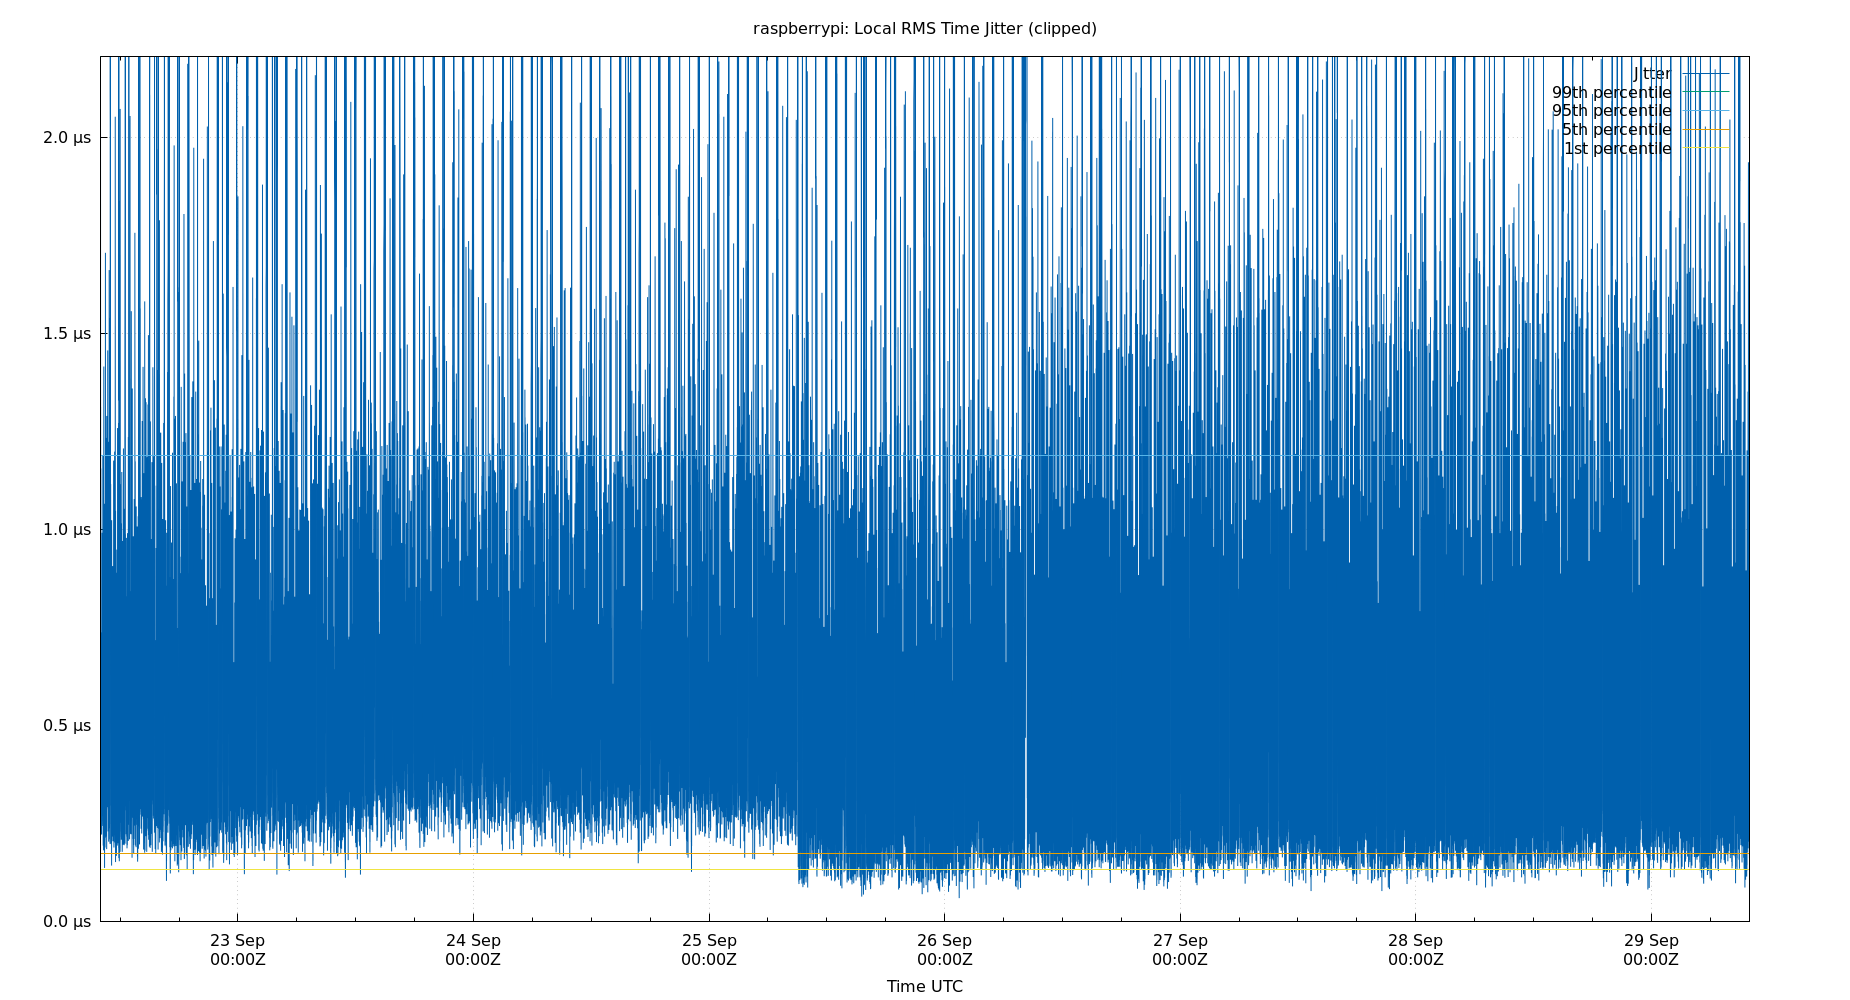 raspberrypi: Local RMS Time Jitter (clipped)
Jitter
99th percentile
95th percentile
5th percentile
1st percentile
2.0 µs
1.5 µs
1.0 µs
0.5 µs
0.0 µs
23 Sep
00:00Z
24 Sep
00:00Z
25 Sep
00:00Z
26 Sep
00:00Z
27 Sep
00:00Z
28 Sep
00:00Z
29 Sep
00:00Z
Time UTC